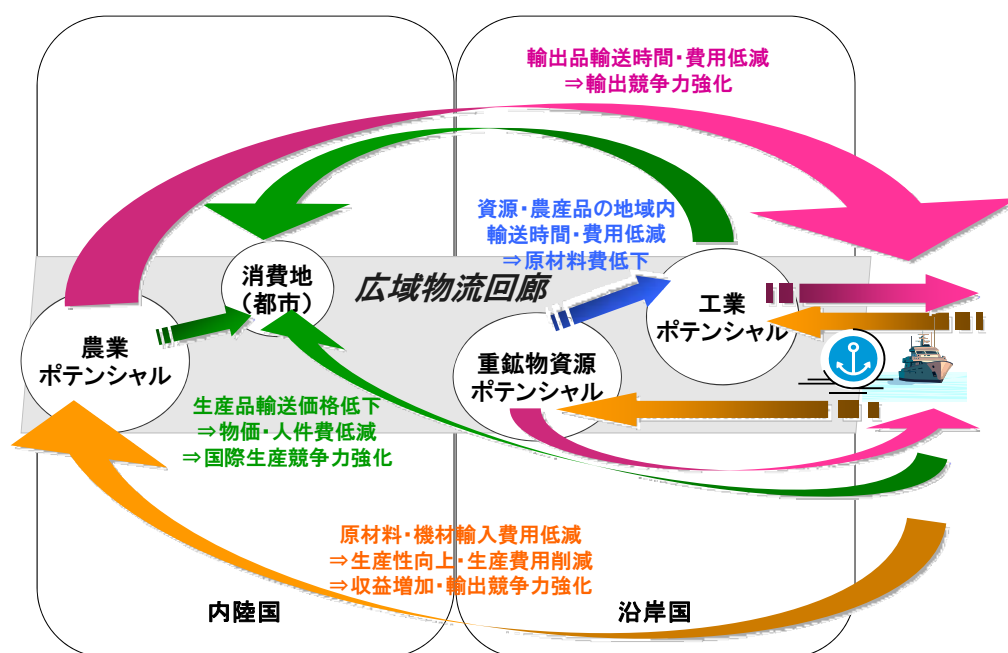 輸出品輸送時間・費用低減
⇒輸出競争力強化
資源・農産品の地域内
輸送時間・費用低減
⇒原材料費低下
消費地
（都市）
広域物流回廊
工業
ポテンシャル
農業
ポテンシャル
重鉱物資源
ポテンシャル
生産品輸送価格低下
⇒物価・人件費低減
⇒国際生産競争力強化
原材料・機材輸入費用低減
⇒生産性向上・生産費用削減
⇒収益増加・輸出競争力強化
内陸国
沿岸国